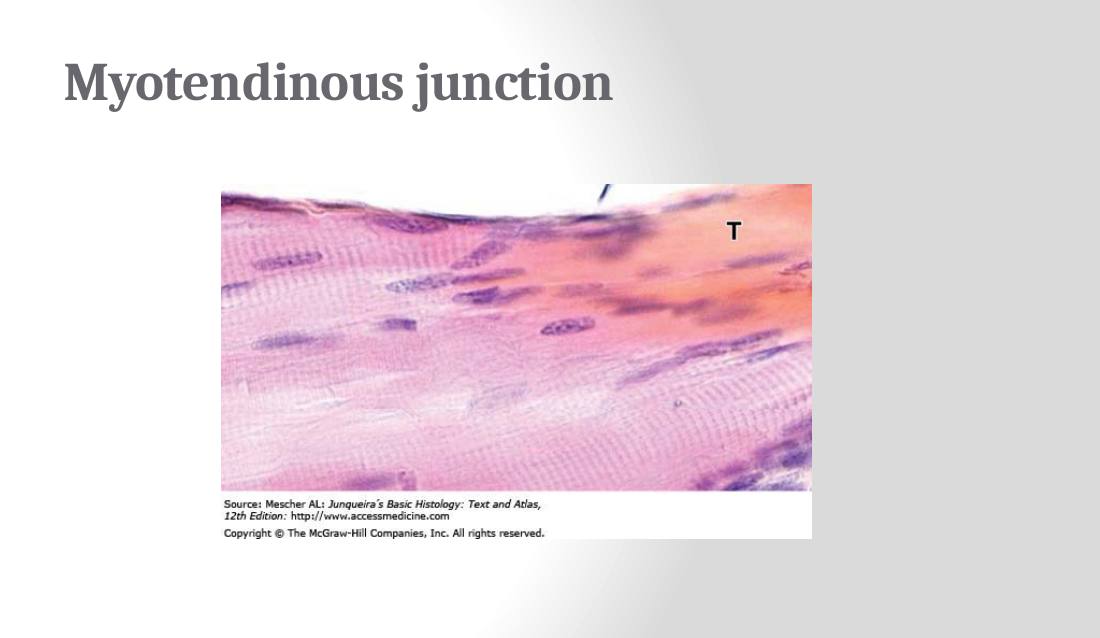 Myotendinous junction
T
Source: Mescher AL: Junqueira's Basic Histology: Text and Atlas,
12th Edition: http://www.accessmedicine.com
Copyright © The McGraw-Hill Companies, Inc. All rights reserved.